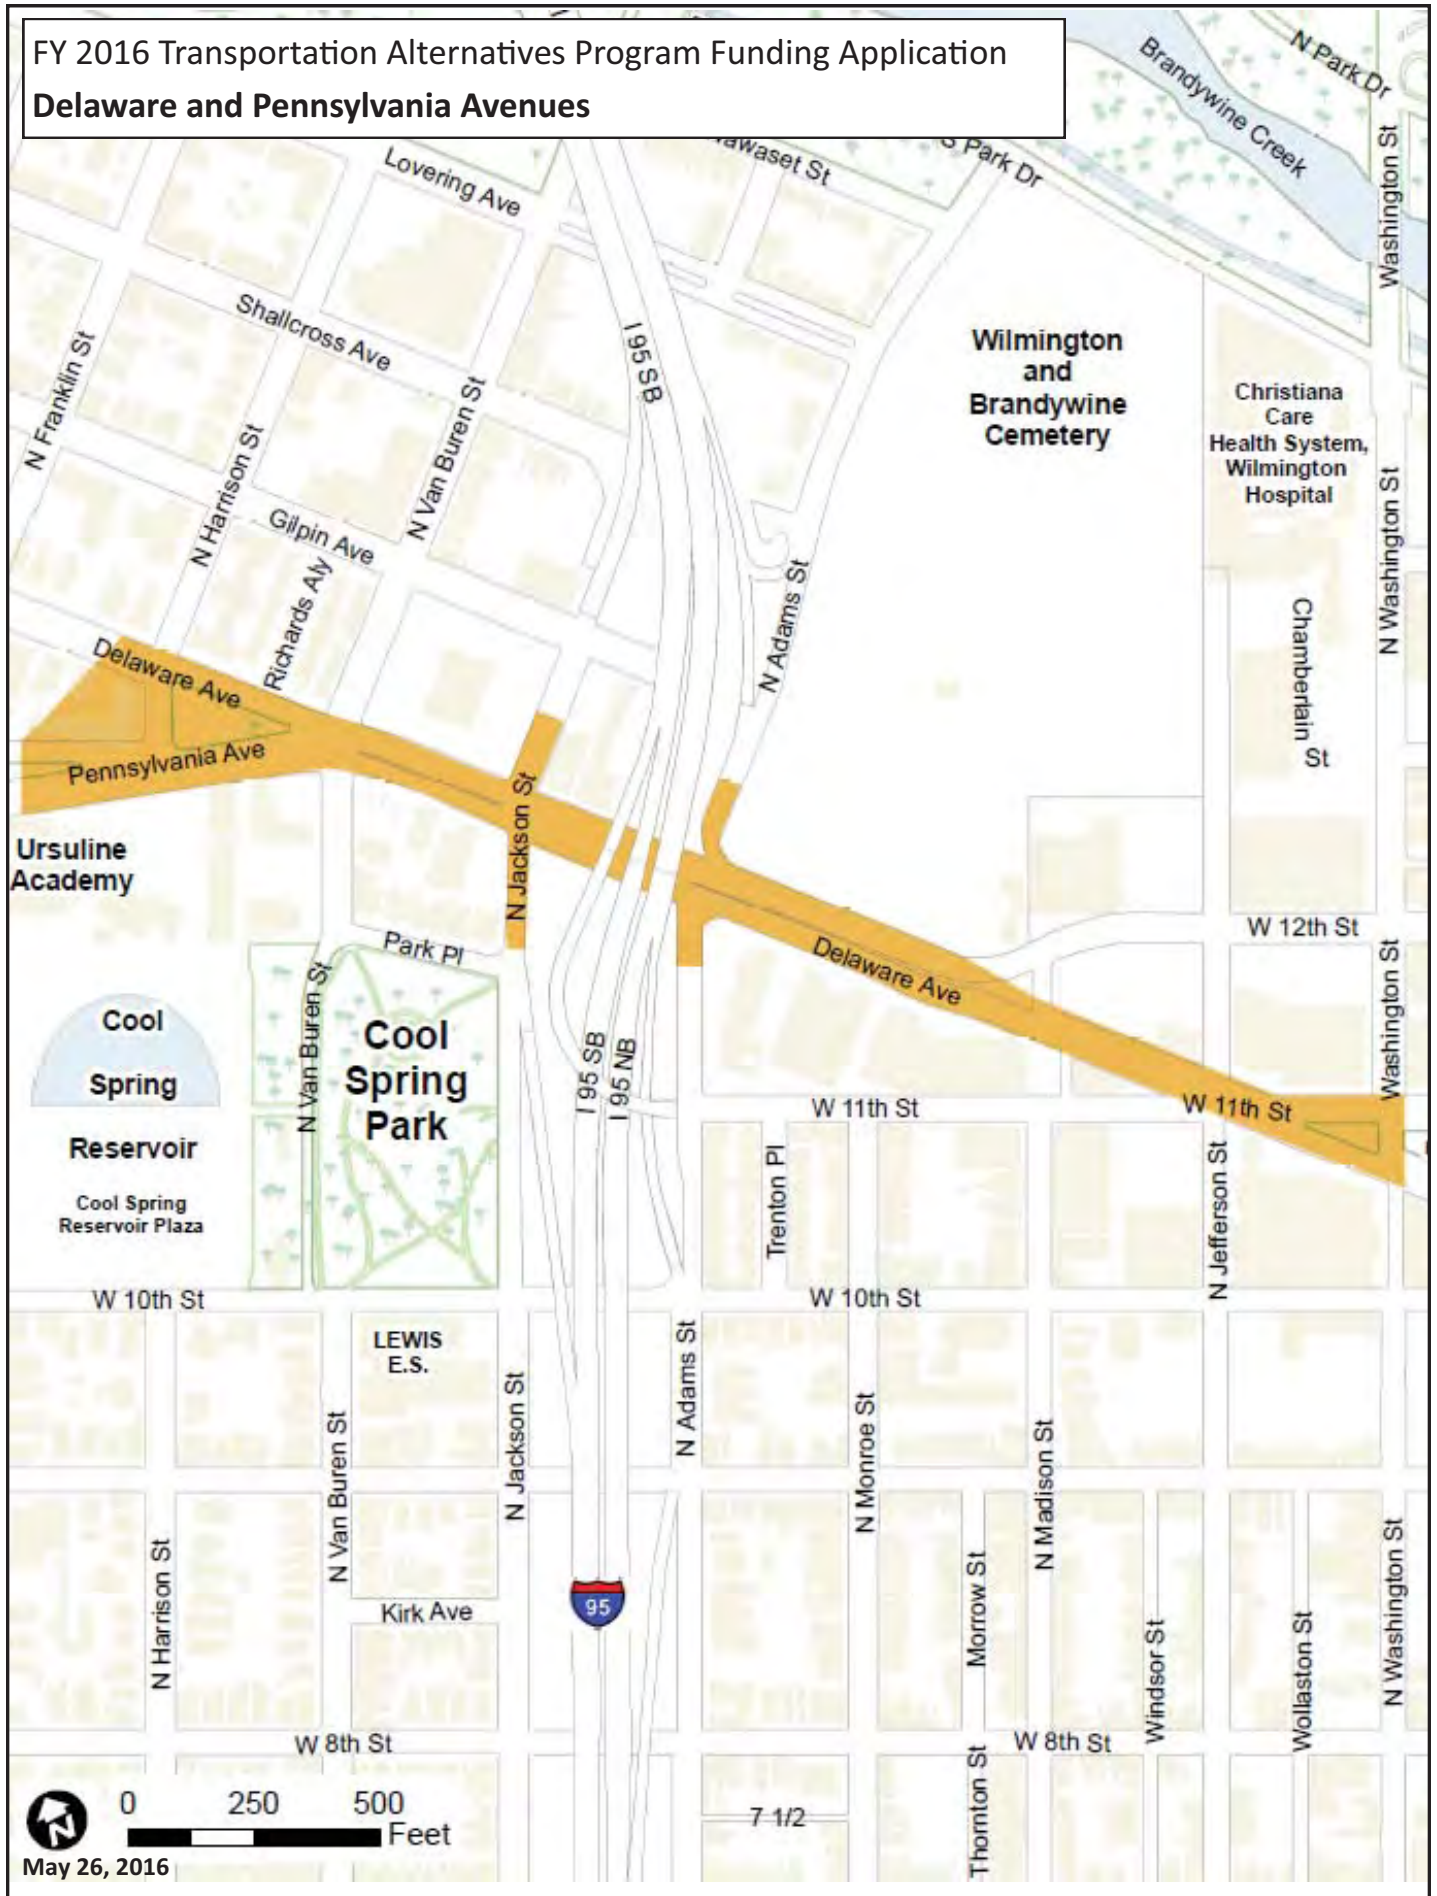 FY 2016 Transportation Alternatives Program Funding Application
Delaware and Pennsylvania Avenues
N Park Dr
Brandywine Creek
Washington St
S Park Dr
Lovering Ave
Shallcross Ave
I 95 SB
N Franklin St
N Harrison St
N Van Buren St
Gilpin Ave
Richards Aly
Wilmington
and
Brandywine
Cemetery
Christiana
Care
Health System,
Wilmington
Hospital
N Washington St
N Adams St
Chamberlain
St
Delaware Ave
Pennsylvania Ave
N Jackson St
Ursuline
Academy
Park Pl
Delaware Ave
W 12th St
Washington St
Cool
Spring
Reservoir
Cool Spring
Reservoir Plaza
N Van Buren St
Cool
Spring
Park
I 95 SB
I 95 NB
W 11th St
W 11th St
Trenton Pl
N Jefferson St
W 10th St
W 10th St
LEWIS
E.S.
N Adams St
N Jackson St
N Van Buren St
N Monroe St
N Madison St
N Harrison St
Kirk Ave
95
Morrow St
Windsor St
Wollaston St
N Washington St
W 8th St
W 8th St
Thornton St
7 1/2
N
0 250 500
Feet
May 26, 2016